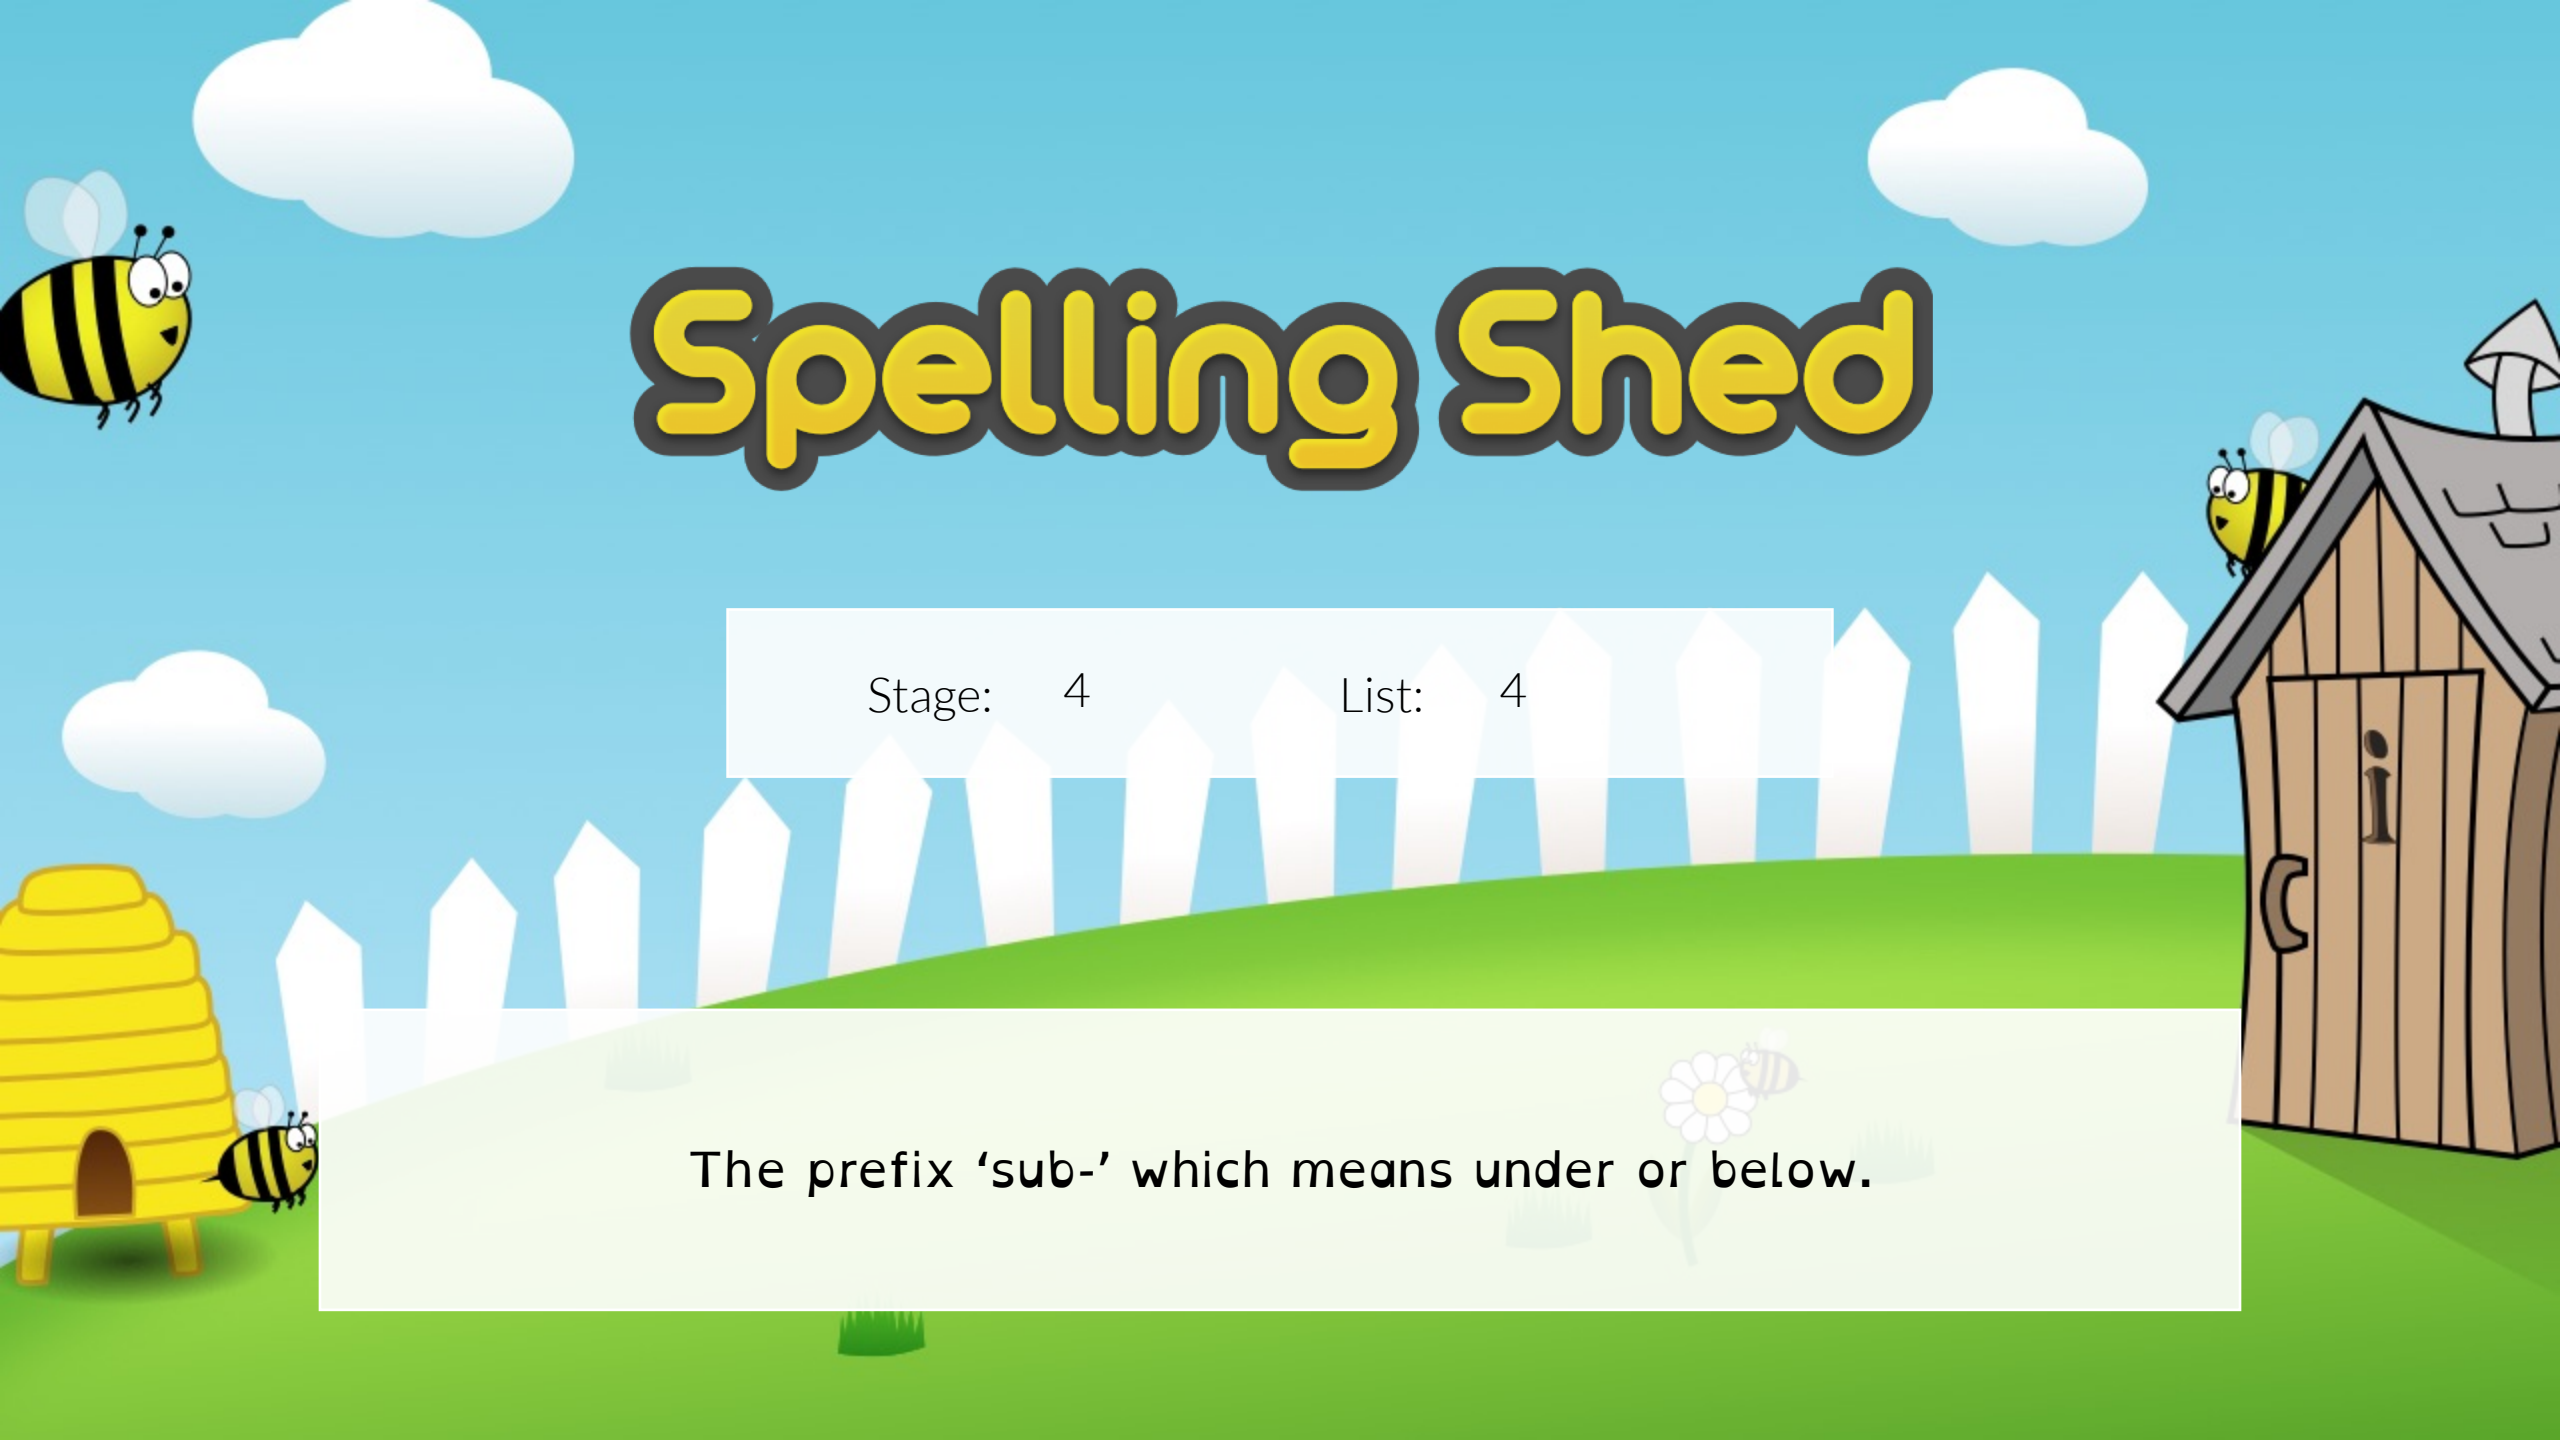 Spelling Shed
Stage: 4 List: 4
i
The prefix ‘sub-’ which means under or below.